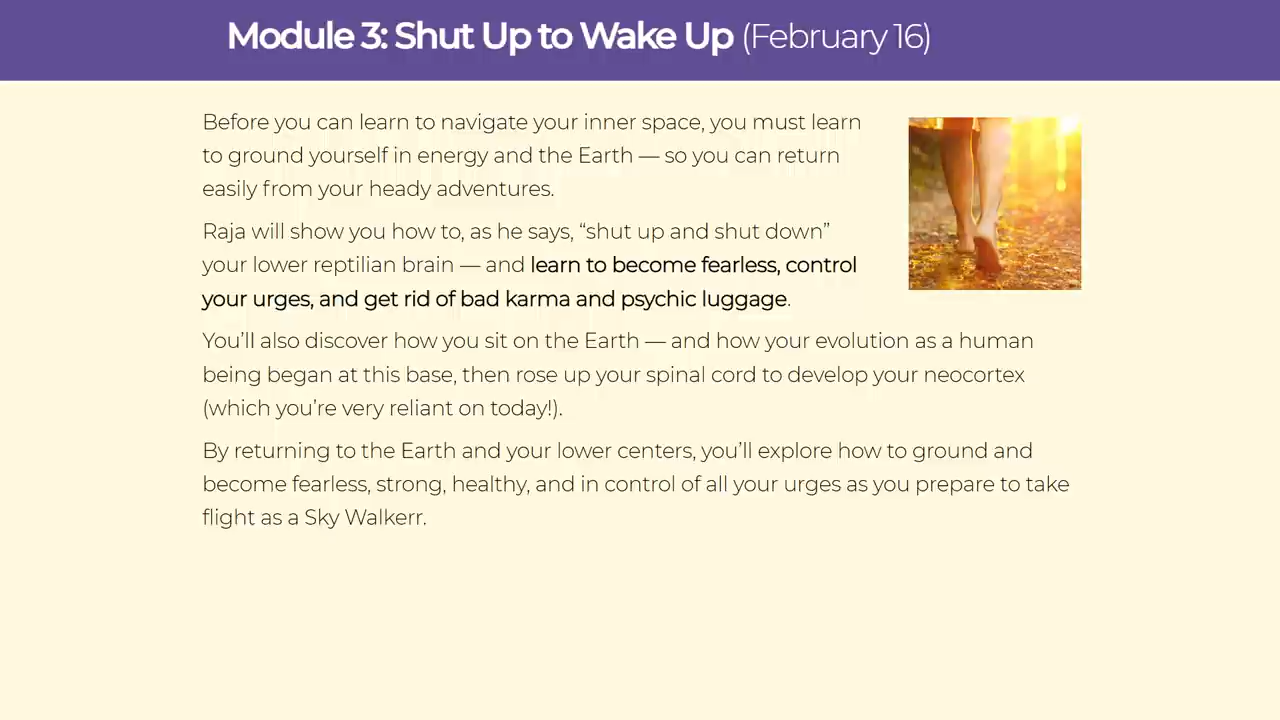 Module 3: Shut Up to Wake Up (February 16)
Before you can learn to navigate your inner space, you must learn
to ground yourself in energy and the Earth — so you can return
easily from your heady adventures.
Raja will show you how to, as he says, “shut up and shut down”
your lower reptilian brain — and learn to become fearless, control
your urges, and get rid of bad karma and psychic luggage.
You’ll also discover how you sit on the Earth — and how your evolution as a human
being began at this base, then rose up your spinal cord to develop your neocortex
(which you’re very reliant on today!).
By returning to the Earth and your lower centers, you’ll explore how to ground and
become fearless, strong, healthy, and in control of all your urges as you prepare to take
flight as a Sky Walkerr.